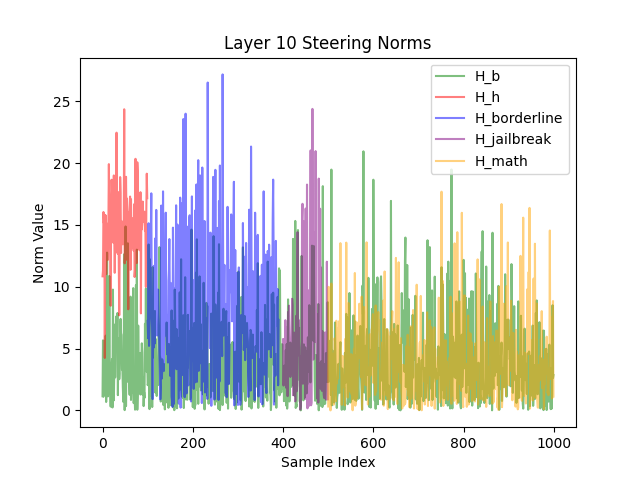 Layer 10 Steering Norms
H_b
H_h
H_borderline
H_jailbreak
H_math
Norm Value
25
20
15
10
5
0
0 200 400 600 800 1000
Sample Index